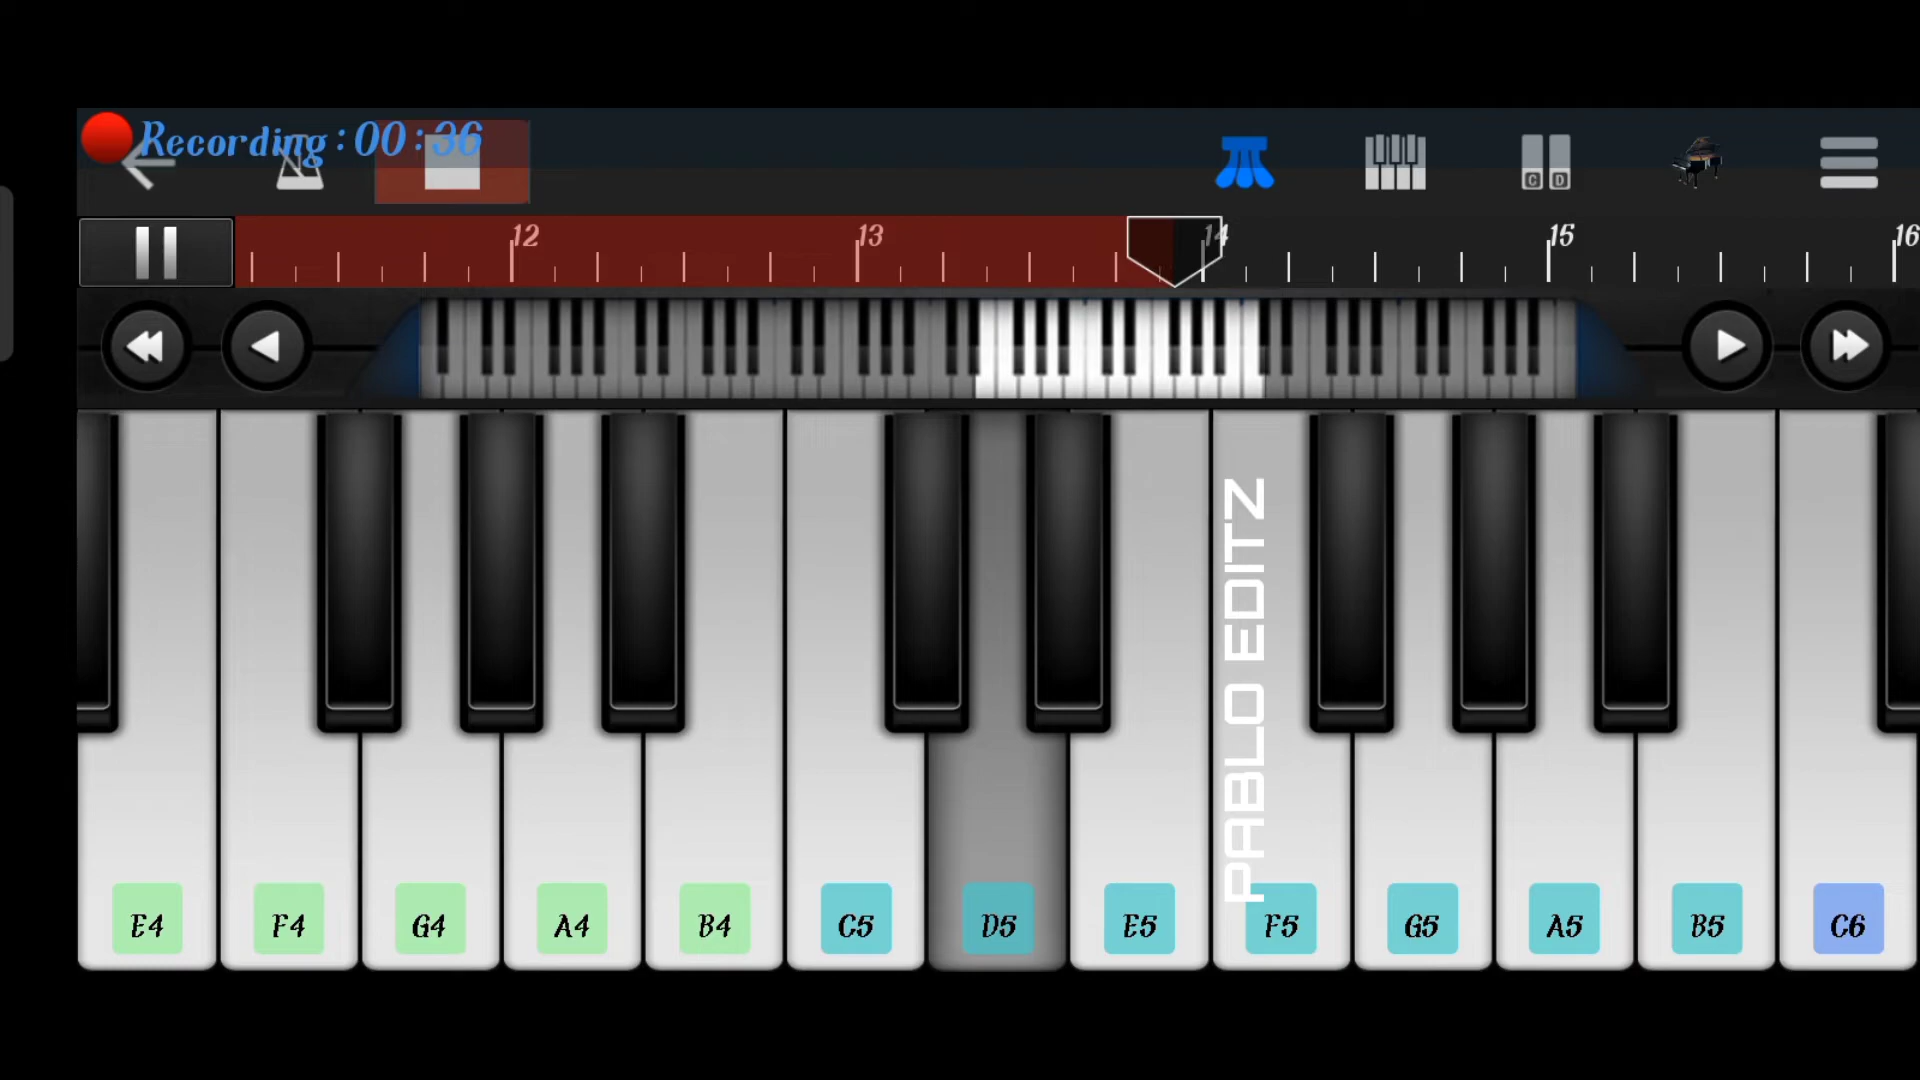 Recording:00:36
C D
12 13 14 15 16
PABLO EDITZ
E4 F4 G4 A4 B4 C5 D5 E5 F5 G5 A5 B5 C6